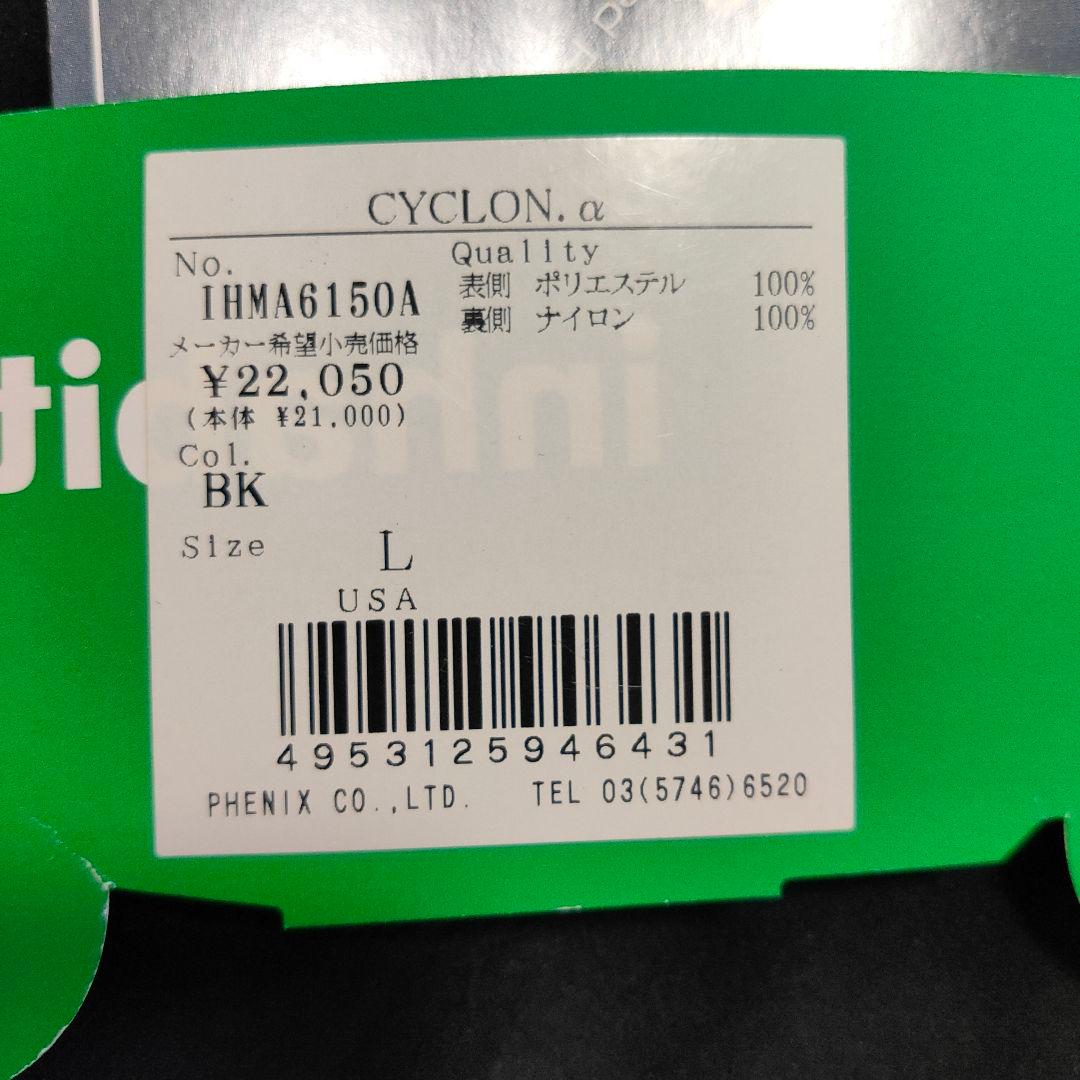 CYCLON.α
No.
IHMA6150A
メーカー希望小売価格
¥22,050
(本体 ¥21,000)
Col.
BK
Size L
USA
Quality
表側 ポリエステル 100%
裏側 ナイロン 100%
4953125946431
PHENIX CO.,LTD. TEL 03(5746)6520